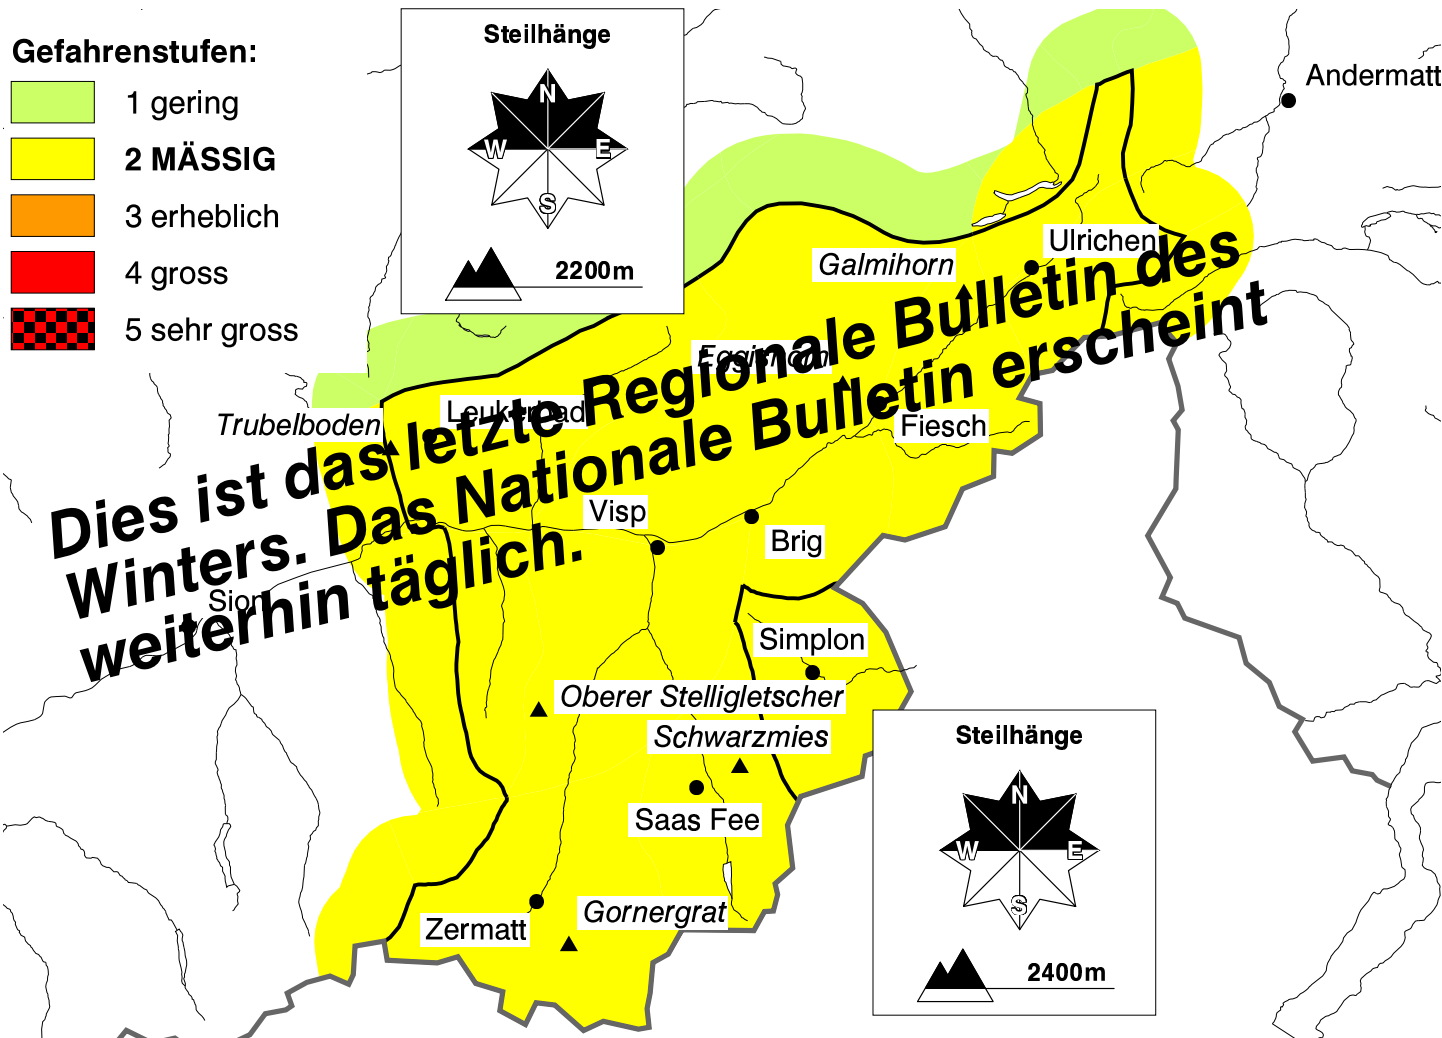 Gefahrenstufen:
1 gering
2 MÄSSIG
3 erheblich
4 gross
5 sehr gross
Steilhänge
N
W E
S
2200m
Andermatt
Ulrichen
Galmihorn
Eggishorn
Trubelboden
Leukerbad
Fiesch
Dies ist das letzte Regionale Bulletin des
Winters. Das Nationale Bulletin erscheint
weiterhin täglich.
Visp
Brig
Sion
Simplon
Oberer Stelligletscher
Schwarzmies
Saas Fee
Zermatt
Gornergrat
Steilhänge
N
W E
S
2400m